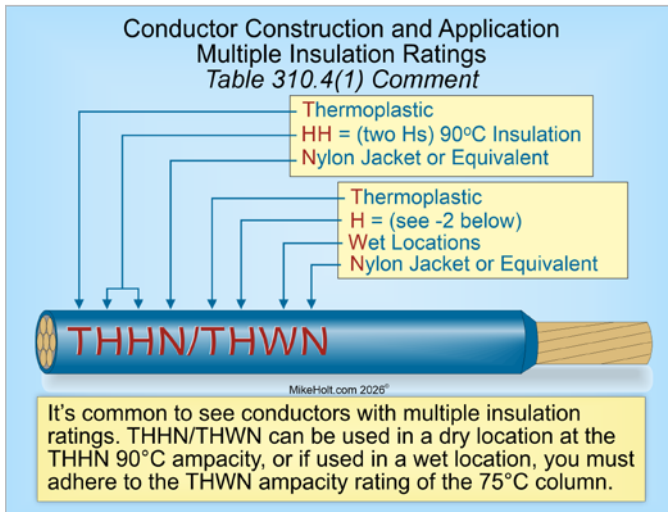 Conductor Construction and Application
Multiple Insulation Ratings
Table 310.4(1) Comment
Thermoplastic
HH = (two Hs) 90ºC Insulation
Nylon Jacket or Equivalent
Thermoplastic
H = (see -2 below)
Wet Locations
Nylon Jacket or Equivalent
THHN/THWN
MikeHolt.com 2026©
It's common to see conductors with multiple insulation
ratings. THHN/THWN can be used in a dry location at the
THHN 90°C ampacity, or if used in a wet location, you must
adhere to the THWN ampacity rating of the 75°C column.